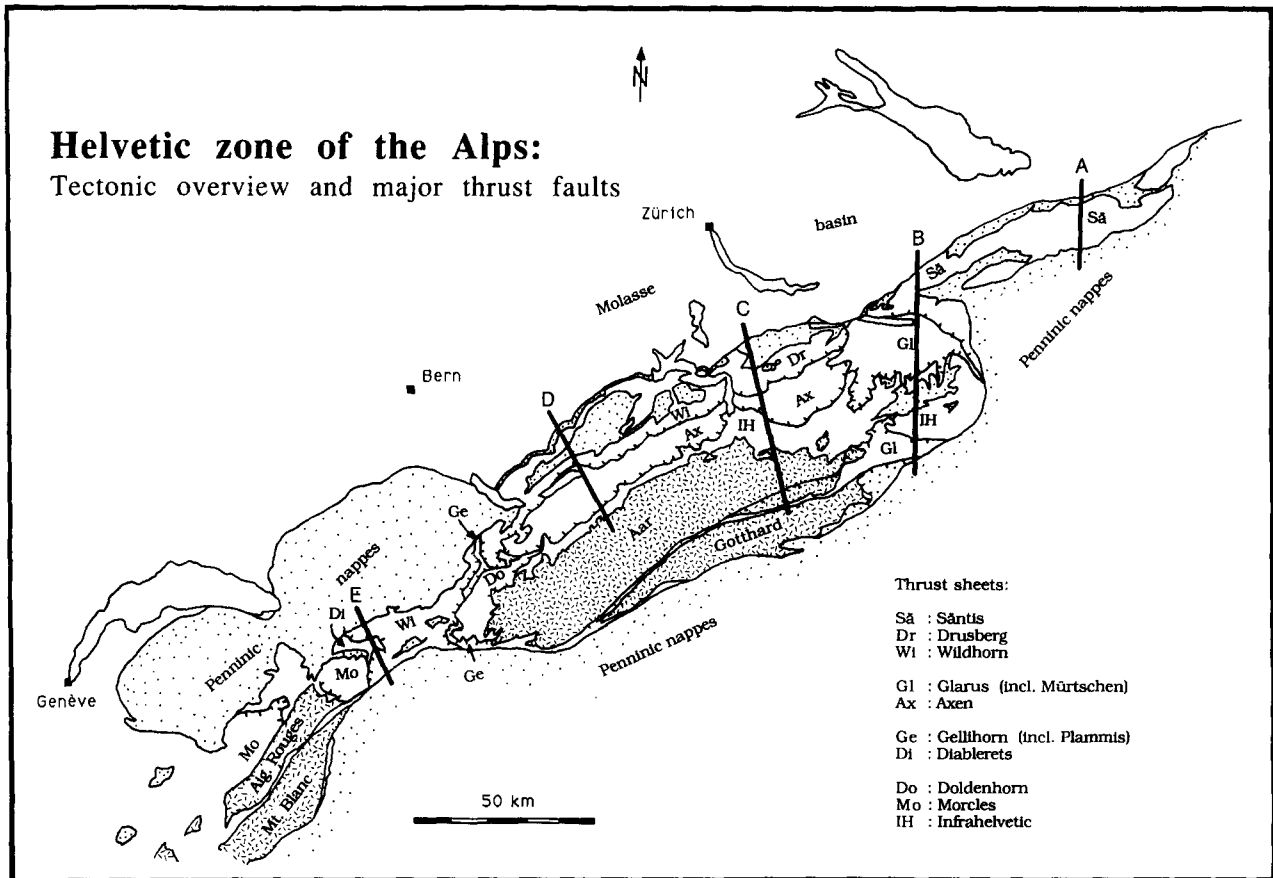 N
Helvetic zone of the Alps:
Tectonic overview and major thrust faults
A
Zürich
basin
Sä
B
Sä
Penninic nappes
Molasse
C
Gl
Dr
Bern
D
Wi
Ax
Ax
IH
IH
Gl
Ge
Aar
Gotthard
nappes
Do
E
Di
Wi
Penninic nappes
Penninic
Mo
Ge
Genève
Mo
Aig. Rouges
Mt. Blanc
50 km
Thrust sheets:
Sä : Säntis
Dr : Drusberg
Wi : Wildhorn
Gl : Glarus (incl. Mürtschen)
Ax : Axen
Ge : Gellihorn (incl. Plammis)
Di : Diablerets
Do : Doldenhorn
Mo : Morcles
IH : Infrahelvetic